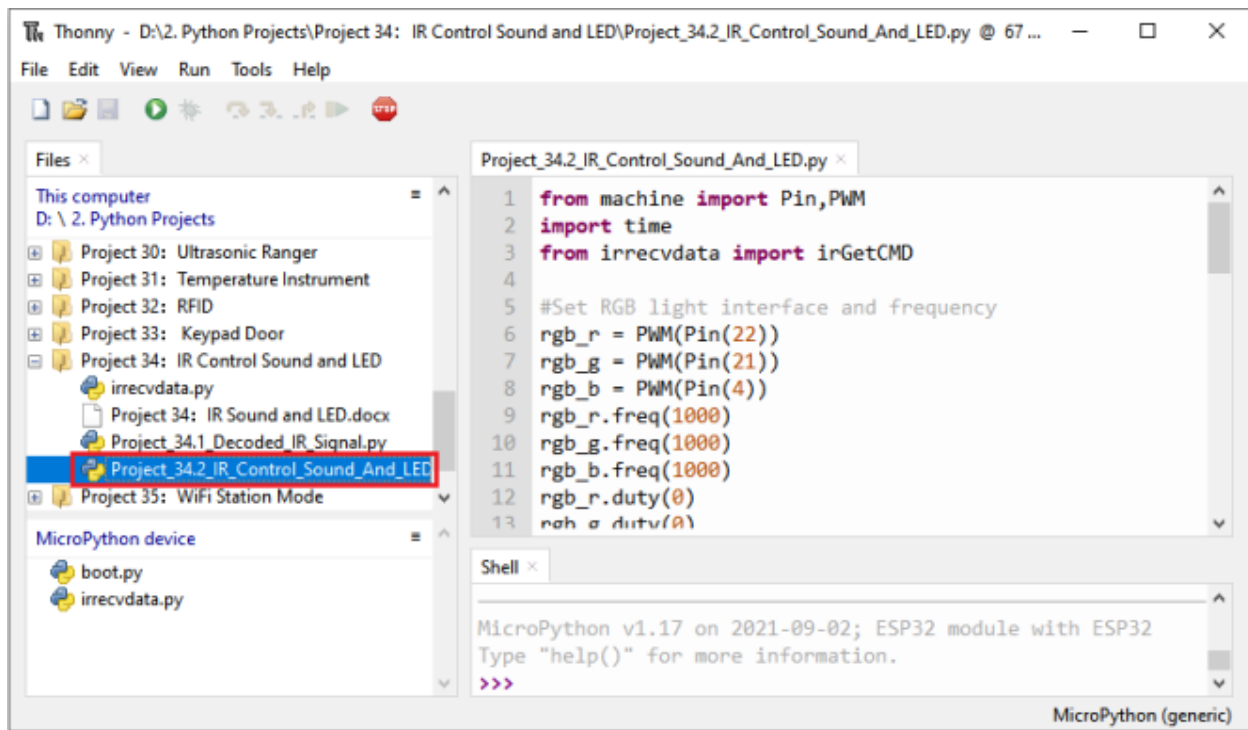 Thonny - D:\2. Python Projects\Project 34: IR Control Sound and LED\Project_34.2_IR_Control_Sound_And_LED.py @ 67 ...
File Edit View Run Tools Help
STOP
Files
This computer
D: \ 2. Python Projects
Project 30: Ultrasonic Ranger
Project 31: Temperature Instrument
Project 32: RFID
Project 33: Keypad Door
Project 34: IR Control Sound and LED
irrecvdata.py
Project 34: IR Sound and LED.docx
Project_34.1_Decoded_IR_Signal.py
Project_34.2_IR_Control_Sound_And_LED
Project 35: WiFi Station Mode
MicroPython device
boot.py
irrecvdata.py
Project_34.2_IR_Control_Sound_And_LED.py
1 from machine import Pin,PWM
2 import time
3 from irrecvdata import irGetCMD
4
5 #Set RGB light interface and frequency
6 rgb_r = PWM(Pin(22))
7 rgb_g = PWM(Pin(21))
8 rgb_b = PWM(Pin(4))
9 rgb_r.freq(1000)
10 rgb_g.freq(1000)
11 rgb_b.freq(1000)
12 rgb_r.duty(0)
13 rgb_g.duty(0)
Shell
MicroPython v1.17 on 2021-09-02; ESP32 module with ESP32
Type "help()" for more information.
>>>
MicroPython (generic)